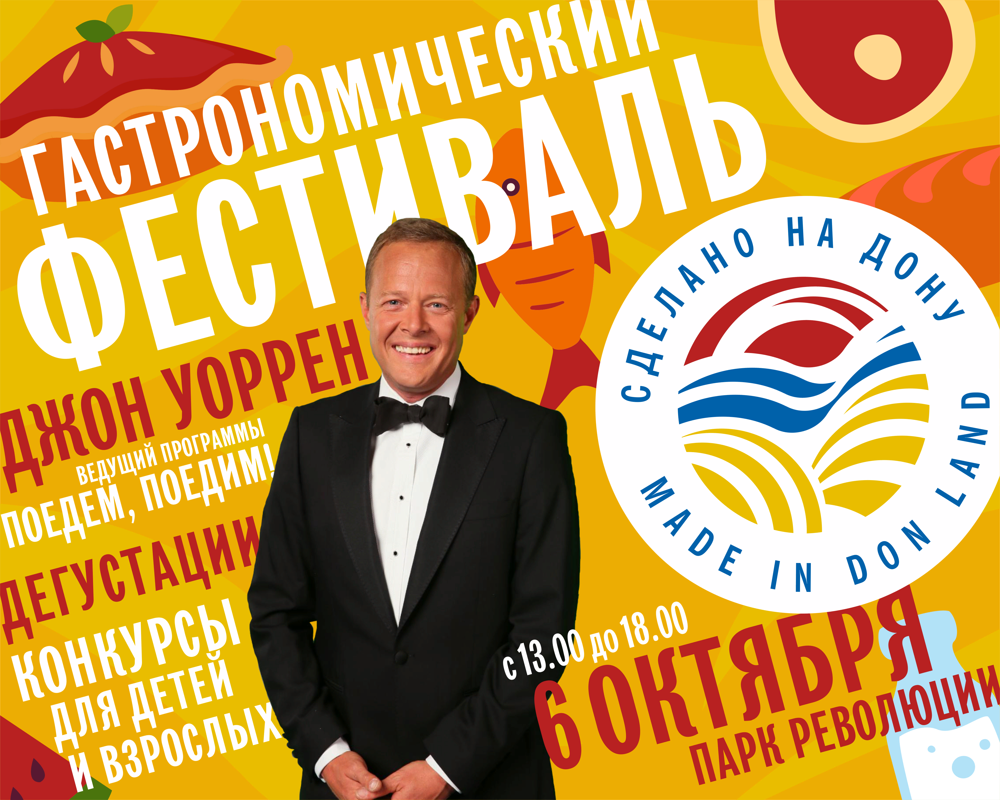 ГАСТРОНОМИЧЕСКИЙ
ФЕСТИВАЛЬ
ДЖОН УОРРЕН
ВЕДУЩИЙ ПРОГРАММЫ
ПОЕДЕМ, ПОЕДИМ!
ДЕГУСТАЦИИ
КОНКУРСЫ
ДЛЯ ДЕТЕЙ
И ВЗРОСЛЫХ
СДЕЛАНО НА ДОНУ
MADE IN DON LAND
с 13.00 до 18.00
6 ОКТЯБРЯ
ПАРК РЕВОЛЮЦИИ